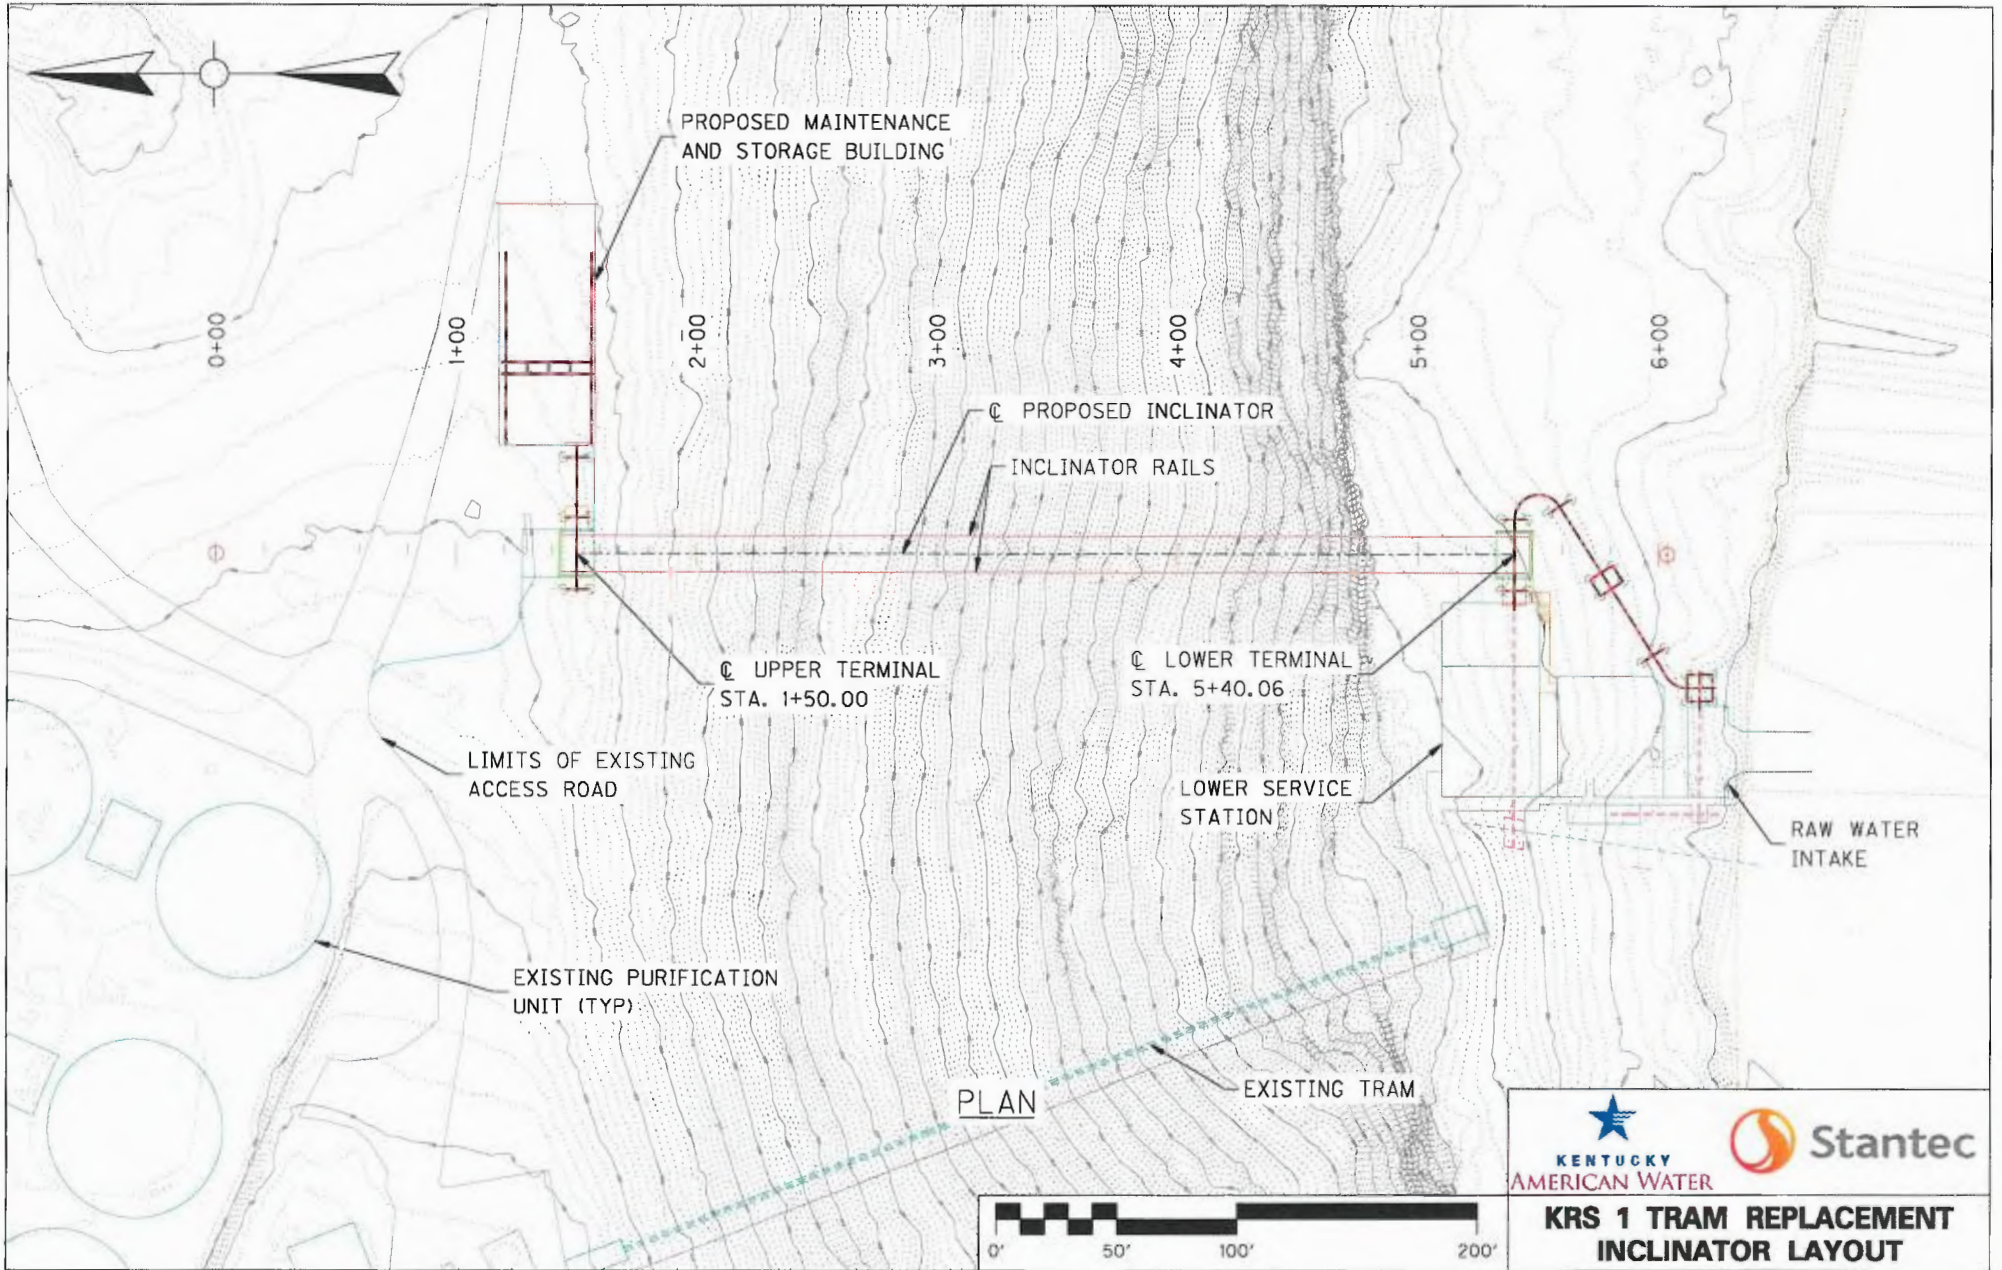 PROPOSED MAINTENANCE
AND STORAGE BUILDING
0+00
1+00
2+00
3+00
4+00
5+00
6+00
℄ PROPOSED INCLINATOR
INCLINATOR RAILS
℄ UPPER TERMINAL
STA. 1+50.00
℄ LOWER TERMINAL
STA. 5+40.06
LIMITS OF EXISTING
ACCESS ROAD
LOWER SERVICE
STATION
RAW WATER
INTAKE
EXISTING PURIFICATION
UNIT (TYP)
EXISTING TRAM
PLAN
KENTUCKY
AMERICAN WATER
Stantec
0' 50' 100' 200'
KRS 1 TRAM REPLACEMENT
INCLINATOR LAYOUT